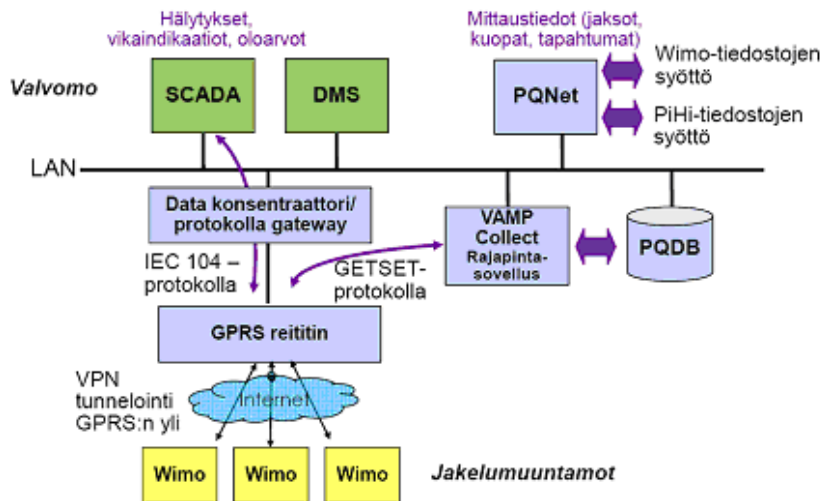 Hälytykset,
vikaindikaatiot, oloarvot
Mittaustiedot (jaksot,
kuopat, tapahtumat)
Valvomo
SCADA
DMS
PQNet
Wimo-tiedostojen
syöttö
PiHi-tiedostojen
syöttö
LAN
Data konsentraattori/
protokolla gateway
VAMP
Collect
Rajapinta-
sovellus
PQDB
IEC 104 –
protokolla
GETSET-
protokolla
GPRS reititin
VPN
tunnelointi
GPRS:n yli
Internet
Wimo
Wimo
Wimo
Jakelumuuntamot